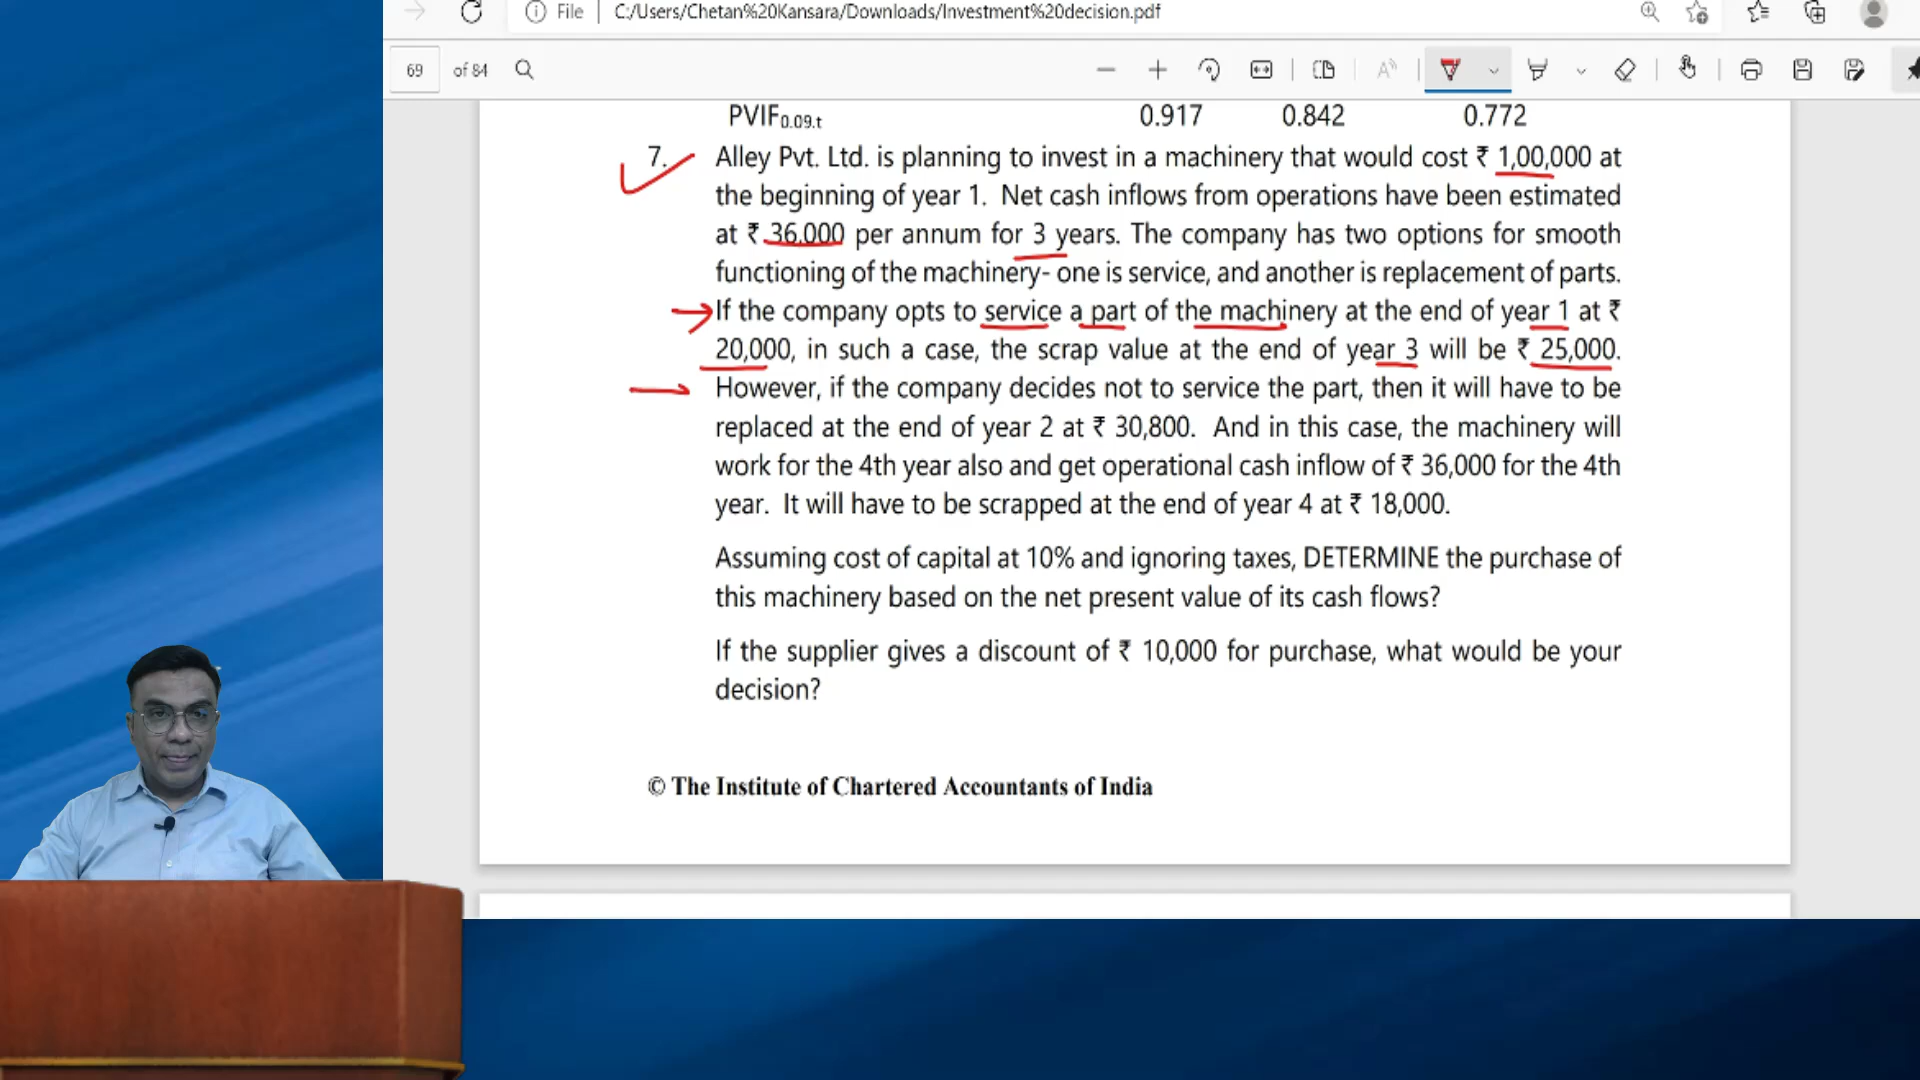 File C:/Users/Chetan%20Kansara/Downloads/Investment%20decision.pdf
69 of 84
PVIF0.09.t 0.917 0.842 0.772
7. Alley Pvt. Ltd. is planning to invest in a machinery that would cost ₹ 1,00,000 at
the beginning of year 1. Net cash inflows from operations have been estimated
at ₹ 36,000 per annum for 3 years. The company has two options for smooth
functioning of the machinery- one is service, and another is replacement of parts.
If the company opts to service a part of the machinery at the end of year 1 at ₹
20,000, in such a case, the scrap value at the end of year 3 will be ₹ 25,000.
However, if the company decides not to service the part, then it will have to be
replaced at the end of year 2 at ₹ 30,800. And in this case, the machinery will
work for the 4th year also and get operational cash inflow of ₹ 36,000 for the 4th
year. It will have to be scrapped at the end of year 4 at ₹ 18,000.
Assuming cost of capital at 10% and ignoring taxes, DETERMINE the purchase of
this machinery based on the net present value of its cash flows?
If the supplier gives a discount of ₹ 10,000 for purchase, what would be your
decision?
© The Institute of Chartered Accountants of India